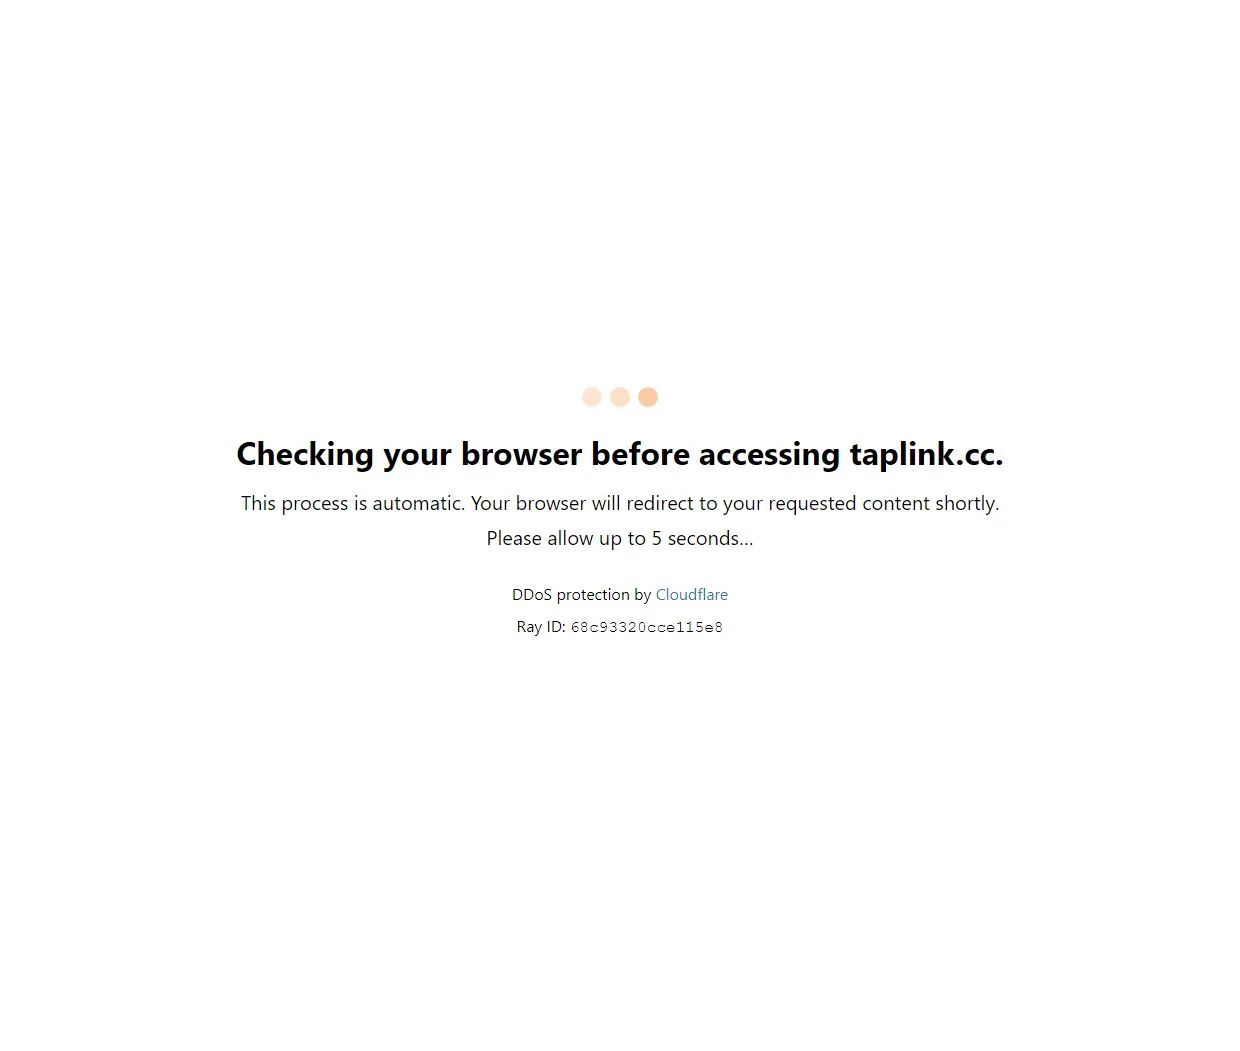 Checking your browser before accessing taplink.cc.
This process is automatic. Your browser will redirect to your requested content shortly.
Please allow up to 5 seconds...
DDoS protection by Cloudflare
Ray ID: 68c93320cce115e8